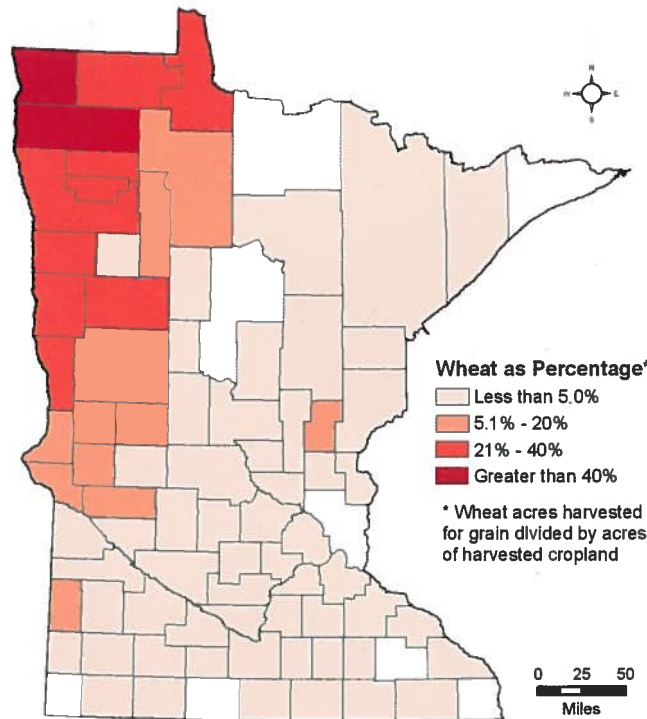 N
W E
S
Wheat as Percentage*
Less than 5.0%
5.1% - 20%
21% - 40%
Greater than 40%
* Wheat acres harvested
for grain divided by acres
of harvested cropland
0 25 50
Miles